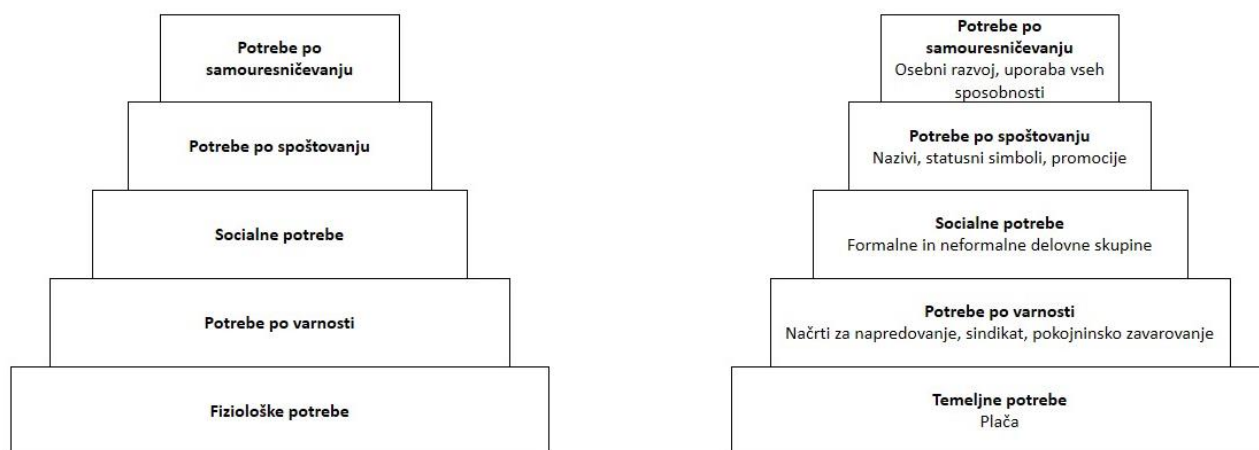 Potrebe po
samouresničevanju
Potrebe po spoštovanju
Socialne potrebe
Potrebe po varnosti
Fiziološke potrebe
Potrebe po
samouresničevanju
Osebni razvoj, uporaba vseh
sposobnosti
Potrebe po spoštovanju
Nazivi, statusni simboli, promocije
Socialne potrebe
Formalne in neformalne delovne skupine
Potrebe po varnosti
Načrti za napredovanje, sindikat, pokojninsko zavarovanje
Temeljne potrebe
Plača